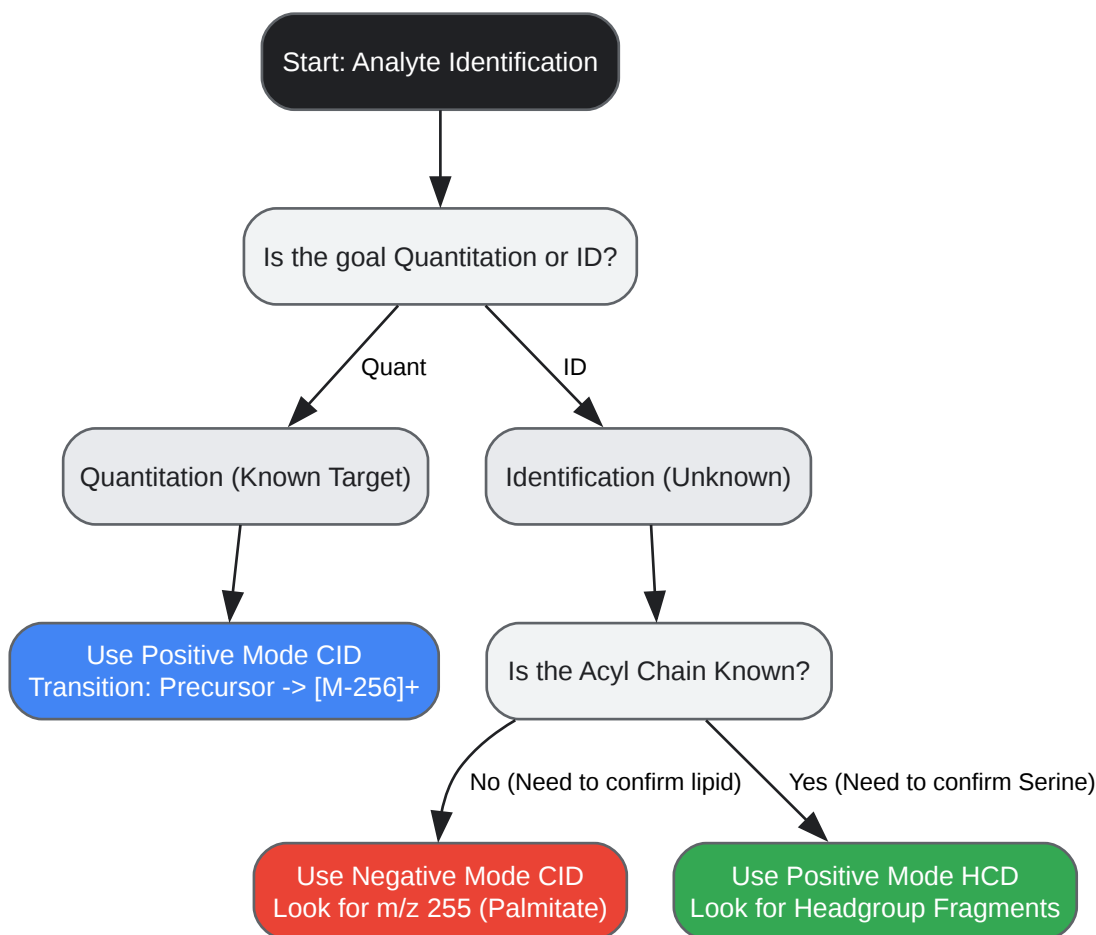 Start: Analyte Identification
Is the goal Quantitation or ID?
Quant
ID
Quantitation (Known Target)
Identification (Unknown)
Use Positive Mode CID
Transition: Precursor -> [M-256]+
Is the Acyl Chain Known?
No (Need to confirm lipid)
Yes (Need to confirm Serine)
Use Negative Mode CID
Look for m/z 255 (Palmitate)
Use Positive Mode HCD
Look for Headgroup Fragments